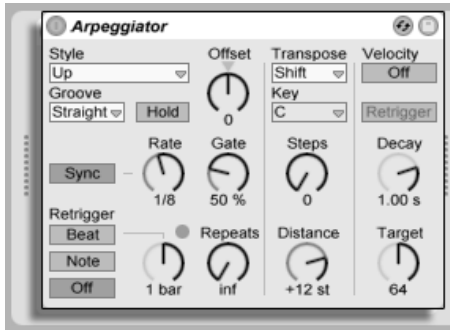 Arpeggiator
Style Offset Transpose Velocity
Up Shift Off
Groove Key
Straight Hold 0 C Retrigger
Rate Gate Steps Decay
Sync
1/8 50 % 0 1.00 s
Retrigger
Beat Repeats Distance Target
Note
Off 1 bar inf +12 st 64